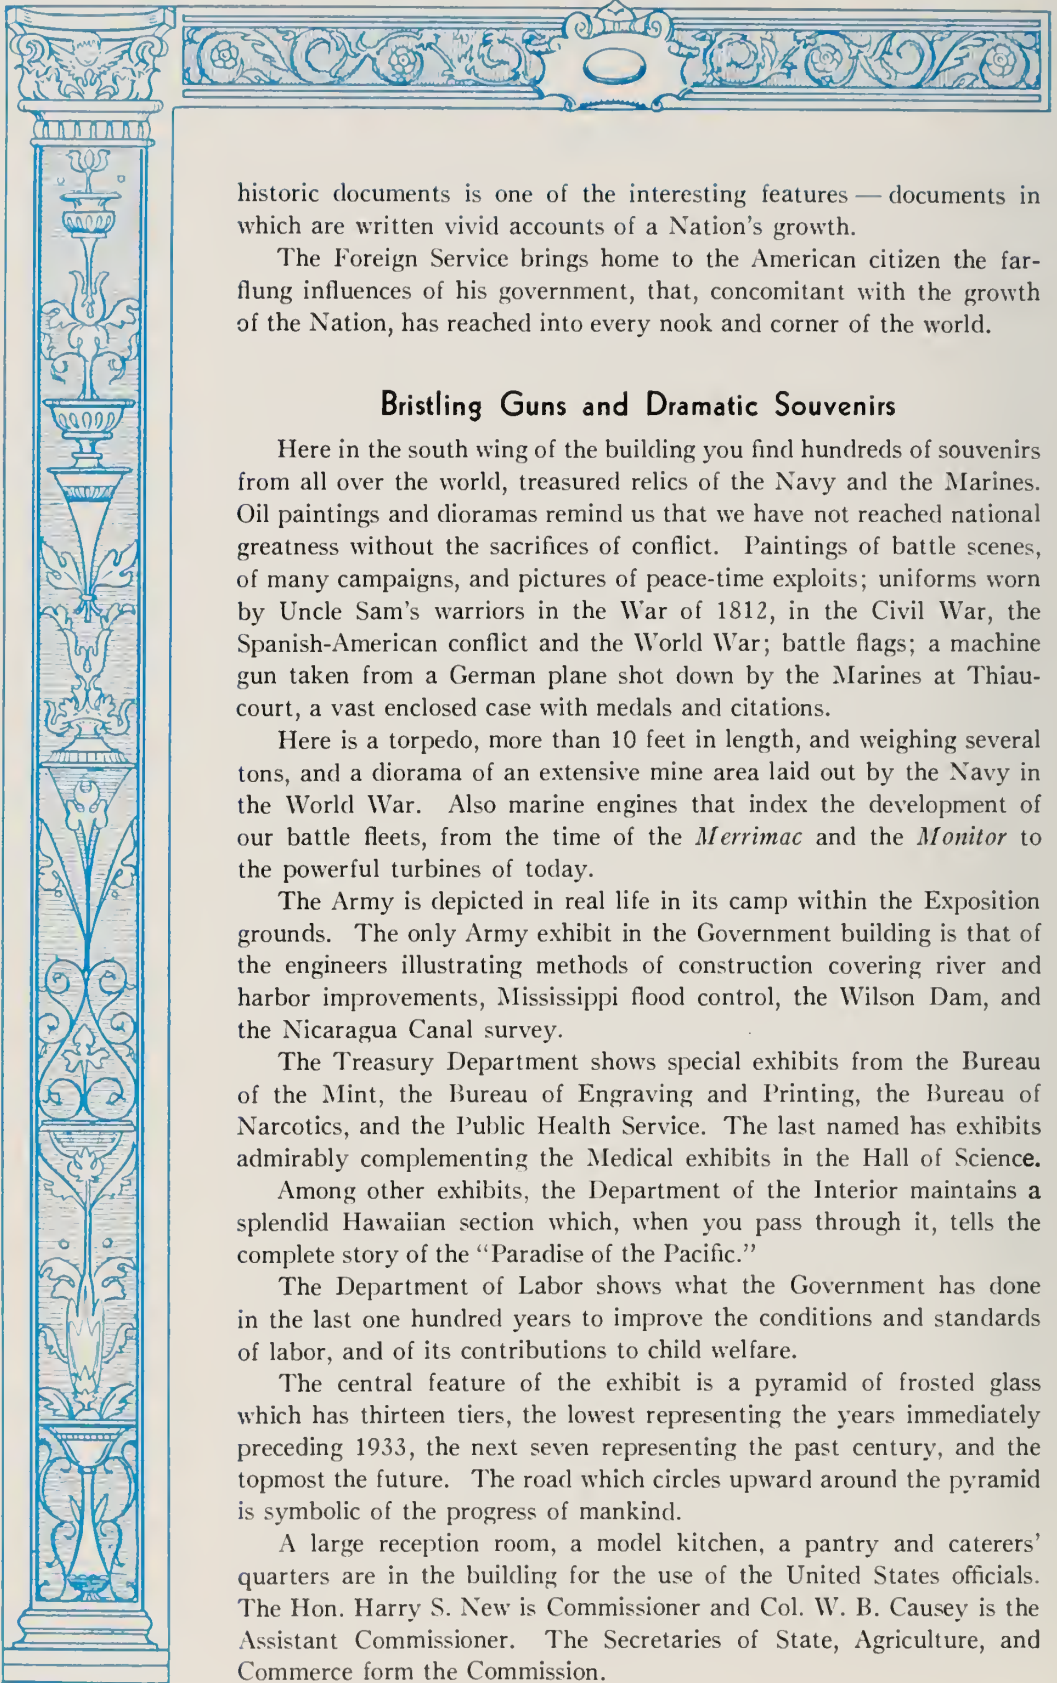 historic documents is one of the interesting features — documents in
which are written vivid accounts of a Nation's growth.
The Foreign Service brings home to the American citizen the far-
flung influences of his government, that, concomitant with the growth
of the Nation, has reached into every nook and corner of the world.
Bristling Guns and Dramatic Souvenirs
Here in the south wing of the building you find hundreds of souvenirs
from all over the world, treasured relics of the Navy and the Marines.
Oil paintings and dioramas remind us that we have not reached national
greatness without the sacrifices of conflict. Paintings of battle scenes,
of many campaigns, and pictures of peace-time exploits; uniforms worn
by Uncle Sam's warriors in the War of 1812, in the Civil War, the
Spanish-American conflict and the World War; battle flags; a machine
gun taken from a German plane shot down by the Marines at Thiau-
court, a vast enclosed case with medals and citations.
Here is a torpedo, more than 10 feet in length, and weighing several
tons, and a diorama of an extensive mine area laid out by the Navy in
the World War. Also marine engines that index the development of
our battle fleets, from the time of the Merrimac and the Monitor to
the powerful turbines of today.
The Army is depicted in real life in its camp within the Exposition
grounds. The only Army exhibit in the Government building is that of
the engineers illustrating methods of construction covering river and
harbor improvements, Mississippi flood control, the Wilson Dam, and
the Nicaragua Canal survey.
The Treasury Department shows special exhibits from the Bureau
of the Mint, the Bureau of Engraving and Printing, the Bureau of
Narcotics, and the Public Health Service. The last named has exhibits
admirably complementing the Medical exhibits in the Hall of Science.
Among other exhibits, the Department of the Interior maintains a
splendid Hawaiian section which, when you pass through it, tells the
complete story of the "Paradise of the Pacific."
The Department of Labor shows what the Government has done
in the last one hundred years to improve the conditions and standards
of labor, and of its contributions to child welfare.
The central feature of the exhibit is a pyramid of frosted glass
which has thirteen tiers, the lowest representing the years immediately
preceding 1933, the next seven representing the past century, and the
topmost the future. The road which circles upward around the pyramid
is symbolic of the progress of mankind.
A large reception room, a model kitchen, a pantry and caterers'
quarters are in the building for the use of the United States officials.
The Hon. Harry S. New is Commissioner and Col. W. B. Causey is the
Assistant Commissioner. The Secretaries of State, Agriculture, and
Commerce form the Commission.